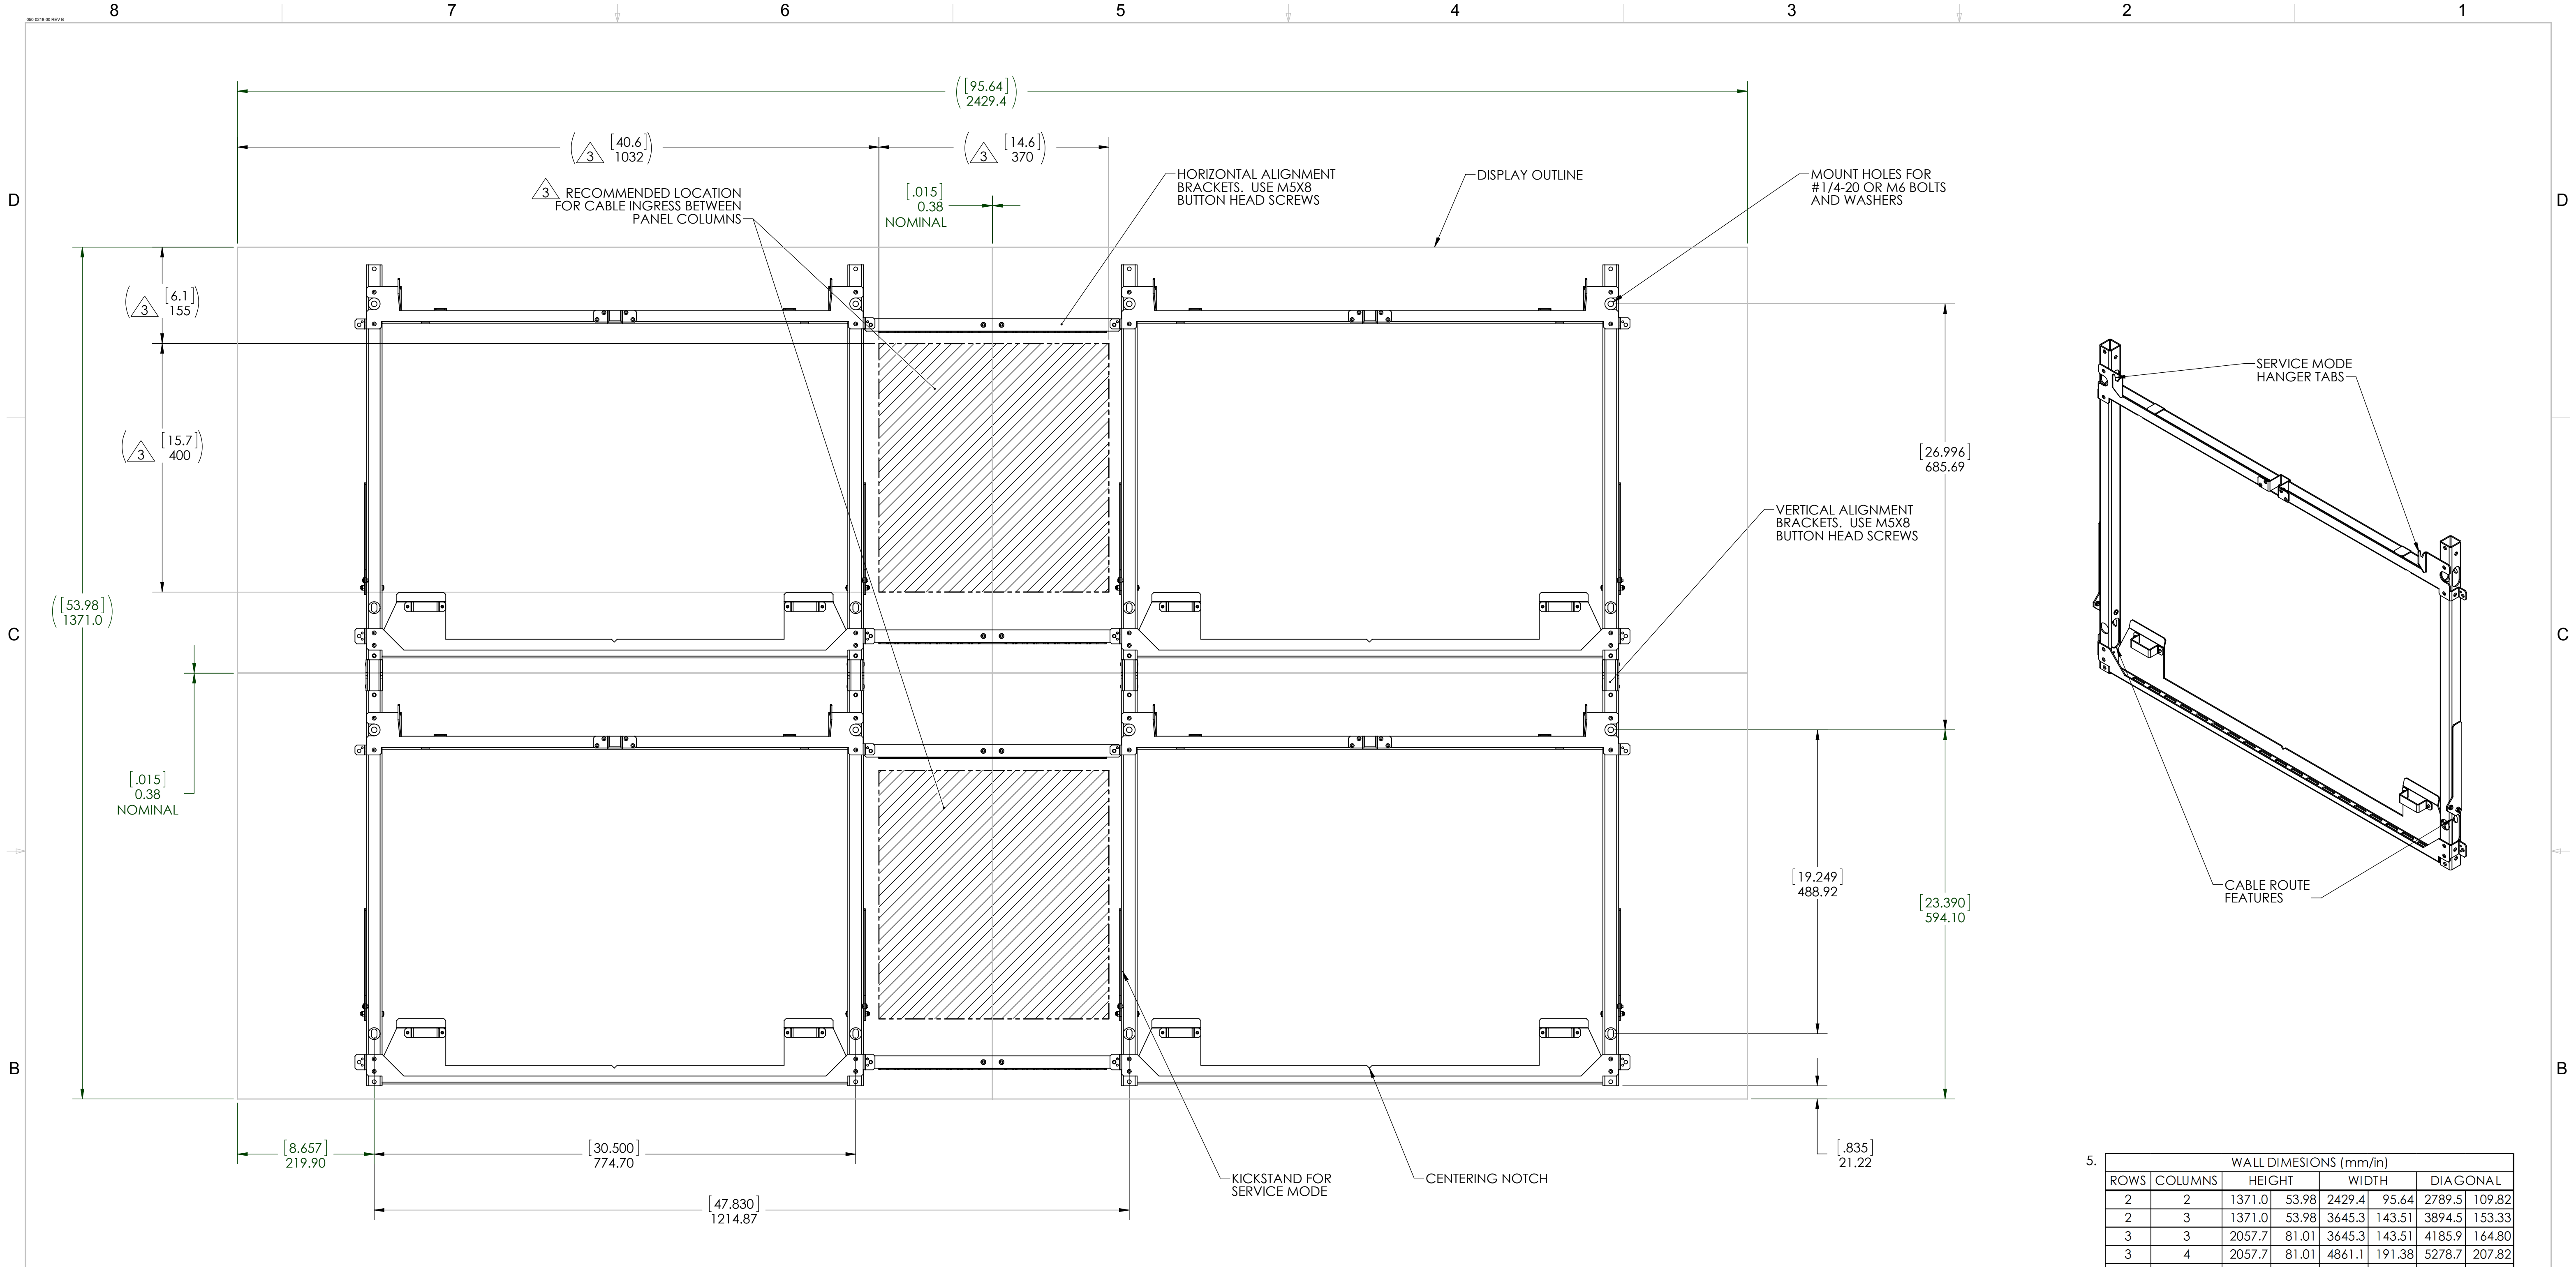 8 7 6 5 4 3 2 1
050-0218-00 REV B
D
D
C
C
B
B
([95.64]
2429.4)
(3 [40.6]
1032)
(3 [14.6]
370)
3 RECOMMENDED LOCATION
FOR CABLE INGRESS BETWEEN
PANEL COLUMNS
[.015]
0.38
NOMINAL
HORIZONTAL ALIGNMENT
BRACKETS. USE M5X8
BUTTON HEAD SCREWS
DISPLAY OUTLINE
MOUNT HOLES FOR
#1/4-20 OR M6 BOLTS
AND WASHERS
(3 [6.1]
155)
(3 [15.7]
400)
([53.98]
1371.0)
[.015]
0.38
NOMINAL
[26.996]
685.69
VERTICAL ALIGNMENT
BRACKETS. USE M5X8
BUTTON HEAD SCREWS
SERVICE MODE
HANGER TABS
CABLE ROUTE
FEATURES
[19.249]
488.92
[23.390]
594.10
[.835]
21.22
[8.657]
219.90
[30.500]
774.70
[47.830]
1214.87
KICKSTAND FOR
SERVICE MODE
CENTERING NOTCH
5.
WALL DIMESIONS (mm/in)
ROWS COLUMNS HEIGHT WIDTH DIAGONAL
2 2 1371.0 53.98 2429.4 95.64 2789.5 109.82
2 3 1371.0 53.98 3645.3 143.51 3894.5 153.33
3 3 2057.7 81.01 3645.3 143.51 4185.9 164.80
3 4 2057.7 81.01 4861.1 191.38 5278.7 207.82